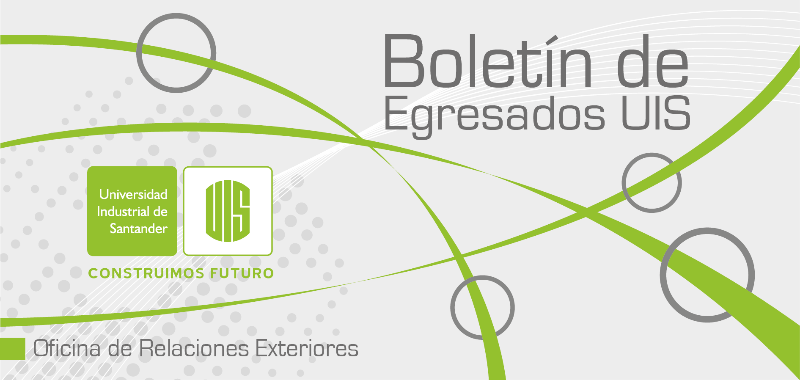 Boletín de
Egresados UIS
Universidad
Industrial de
Santander
UIS
CONSTRUIMOS FUTURO
Oficina de Relaciones Exteriores